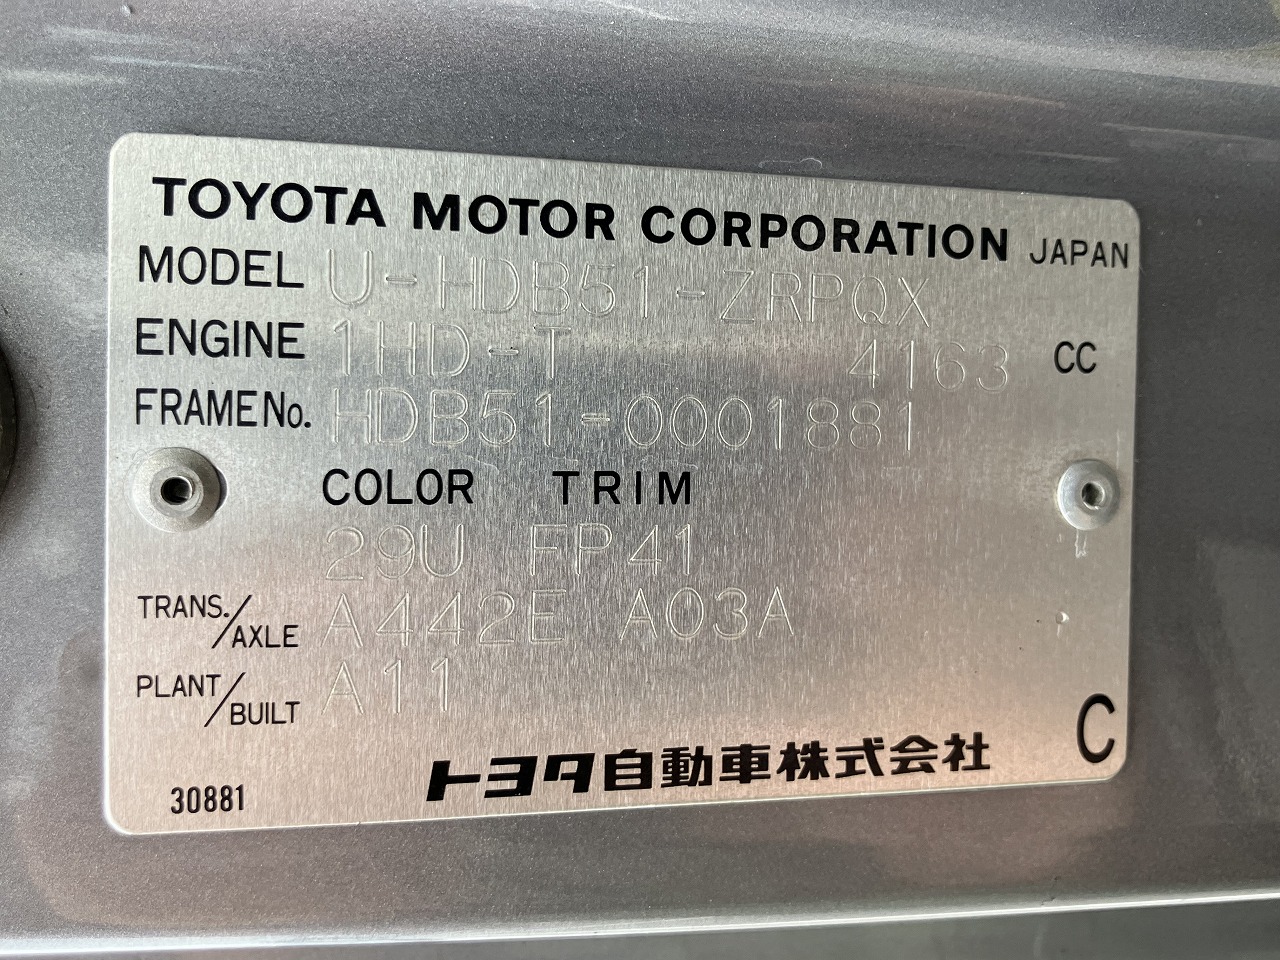 TOYOTA MOTOR CORPORATION JAPAN
MODEL U-HDB51-ZRPQX
ENGINE 1HD-T 4163 CC
FRAME No. HDB51-0001881
COLOR TRIM
29U FP41
TRANS./AXLE A442E A03A
PLANT/BUILT A11
C
トヨタ自動車株式会社
30881